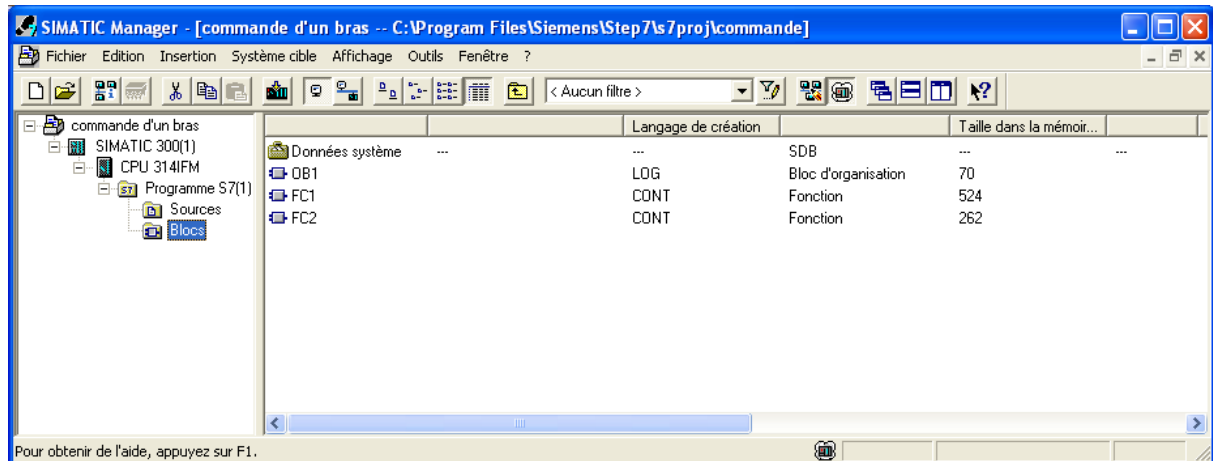 SIMATIC Manager - [commande d'un bras -- C:\Program Files\Siemens\Step7\s7proj\commande]
Fichier Edition Insertion Système cible Affichage Outils Fenêtre ?
< Aucun filtre >
commande d'un bras
SIMATIC 300(1)
CPU 314IFM
Programme S7(1)
Sources
Blocs
Langage de création Taille dans la mémoir...
Données système --- --- SDB --- ---
OB1 LOG Bloc d'organisation 70
FC1 CONT Fonction 524
FC2 CONT Fonction 262
Pour obtenir de l'aide, appuyez sur F1.